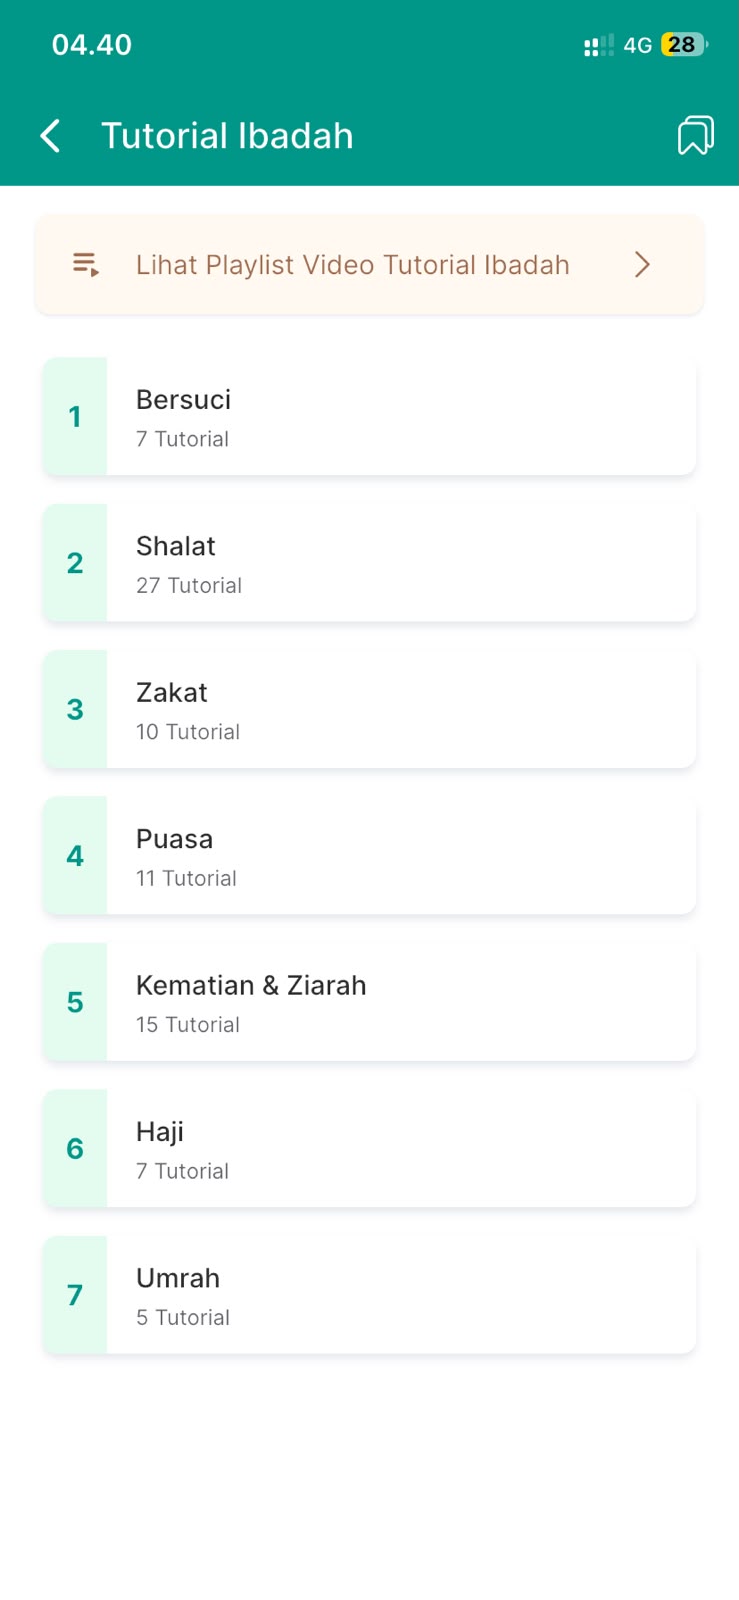 04.40
4G 28
Tutorial Ibadah
Lihat Playlist Video Tutorial Ibadah
1
Bersuci
7 Tutorial
2
Shalat
27 Tutorial
3
Zakat
10 Tutorial
4
Puasa
11 Tutorial
5
Kematian & Ziarah
15 Tutorial
6
Haji
7 Tutorial
7
Umrah
5 Tutorial